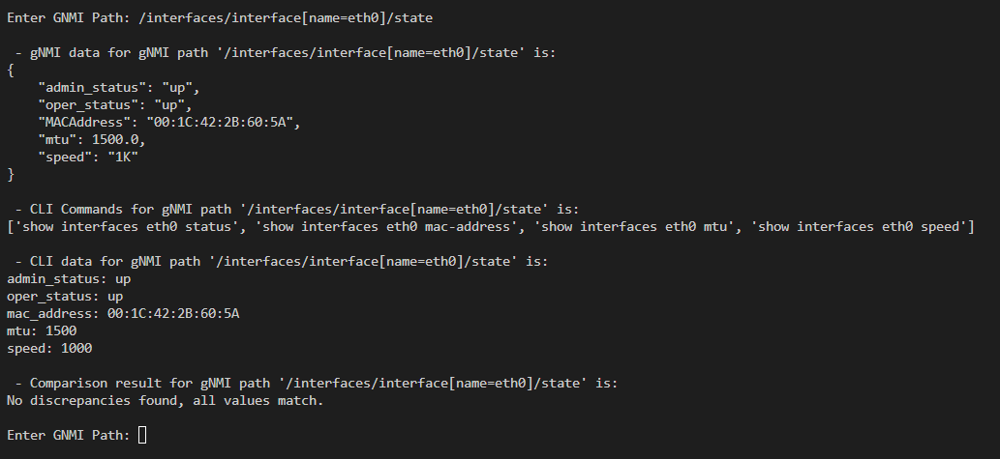 Enter GNMI Path: /interfaces/interface[name=eth0]/state
- gNMI data for gNMI path '/interfaces/interface[name=eth0]/state' is:
{
"admin_status": "up",
"oper_status": "up",
"MACAddress": "00:1C:42:2B:60:5A",
"mtu": 1500.0,
"speed": "1K"
}
- CLI Commands for gNMI path '/interfaces/interface[name=eth0]/state' is:
['show interfaces eth0 status', 'show interfaces eth0 mac-address', 'show interfaces eth0 mtu', 'show interfaces eth0 speed']
- CLI data for gNMI path '/interfaces/interface[name=eth0]/state' is:
admin_status: up
oper_status: up
mac_address: 00:1C:42:2B:60:5A
mtu: 1500
speed: 1000
- Comparison result for gNMI path '/interfaces/interface[name=eth0]/state' is:
No discrepancies found, all values match.
Enter GNMI Path: